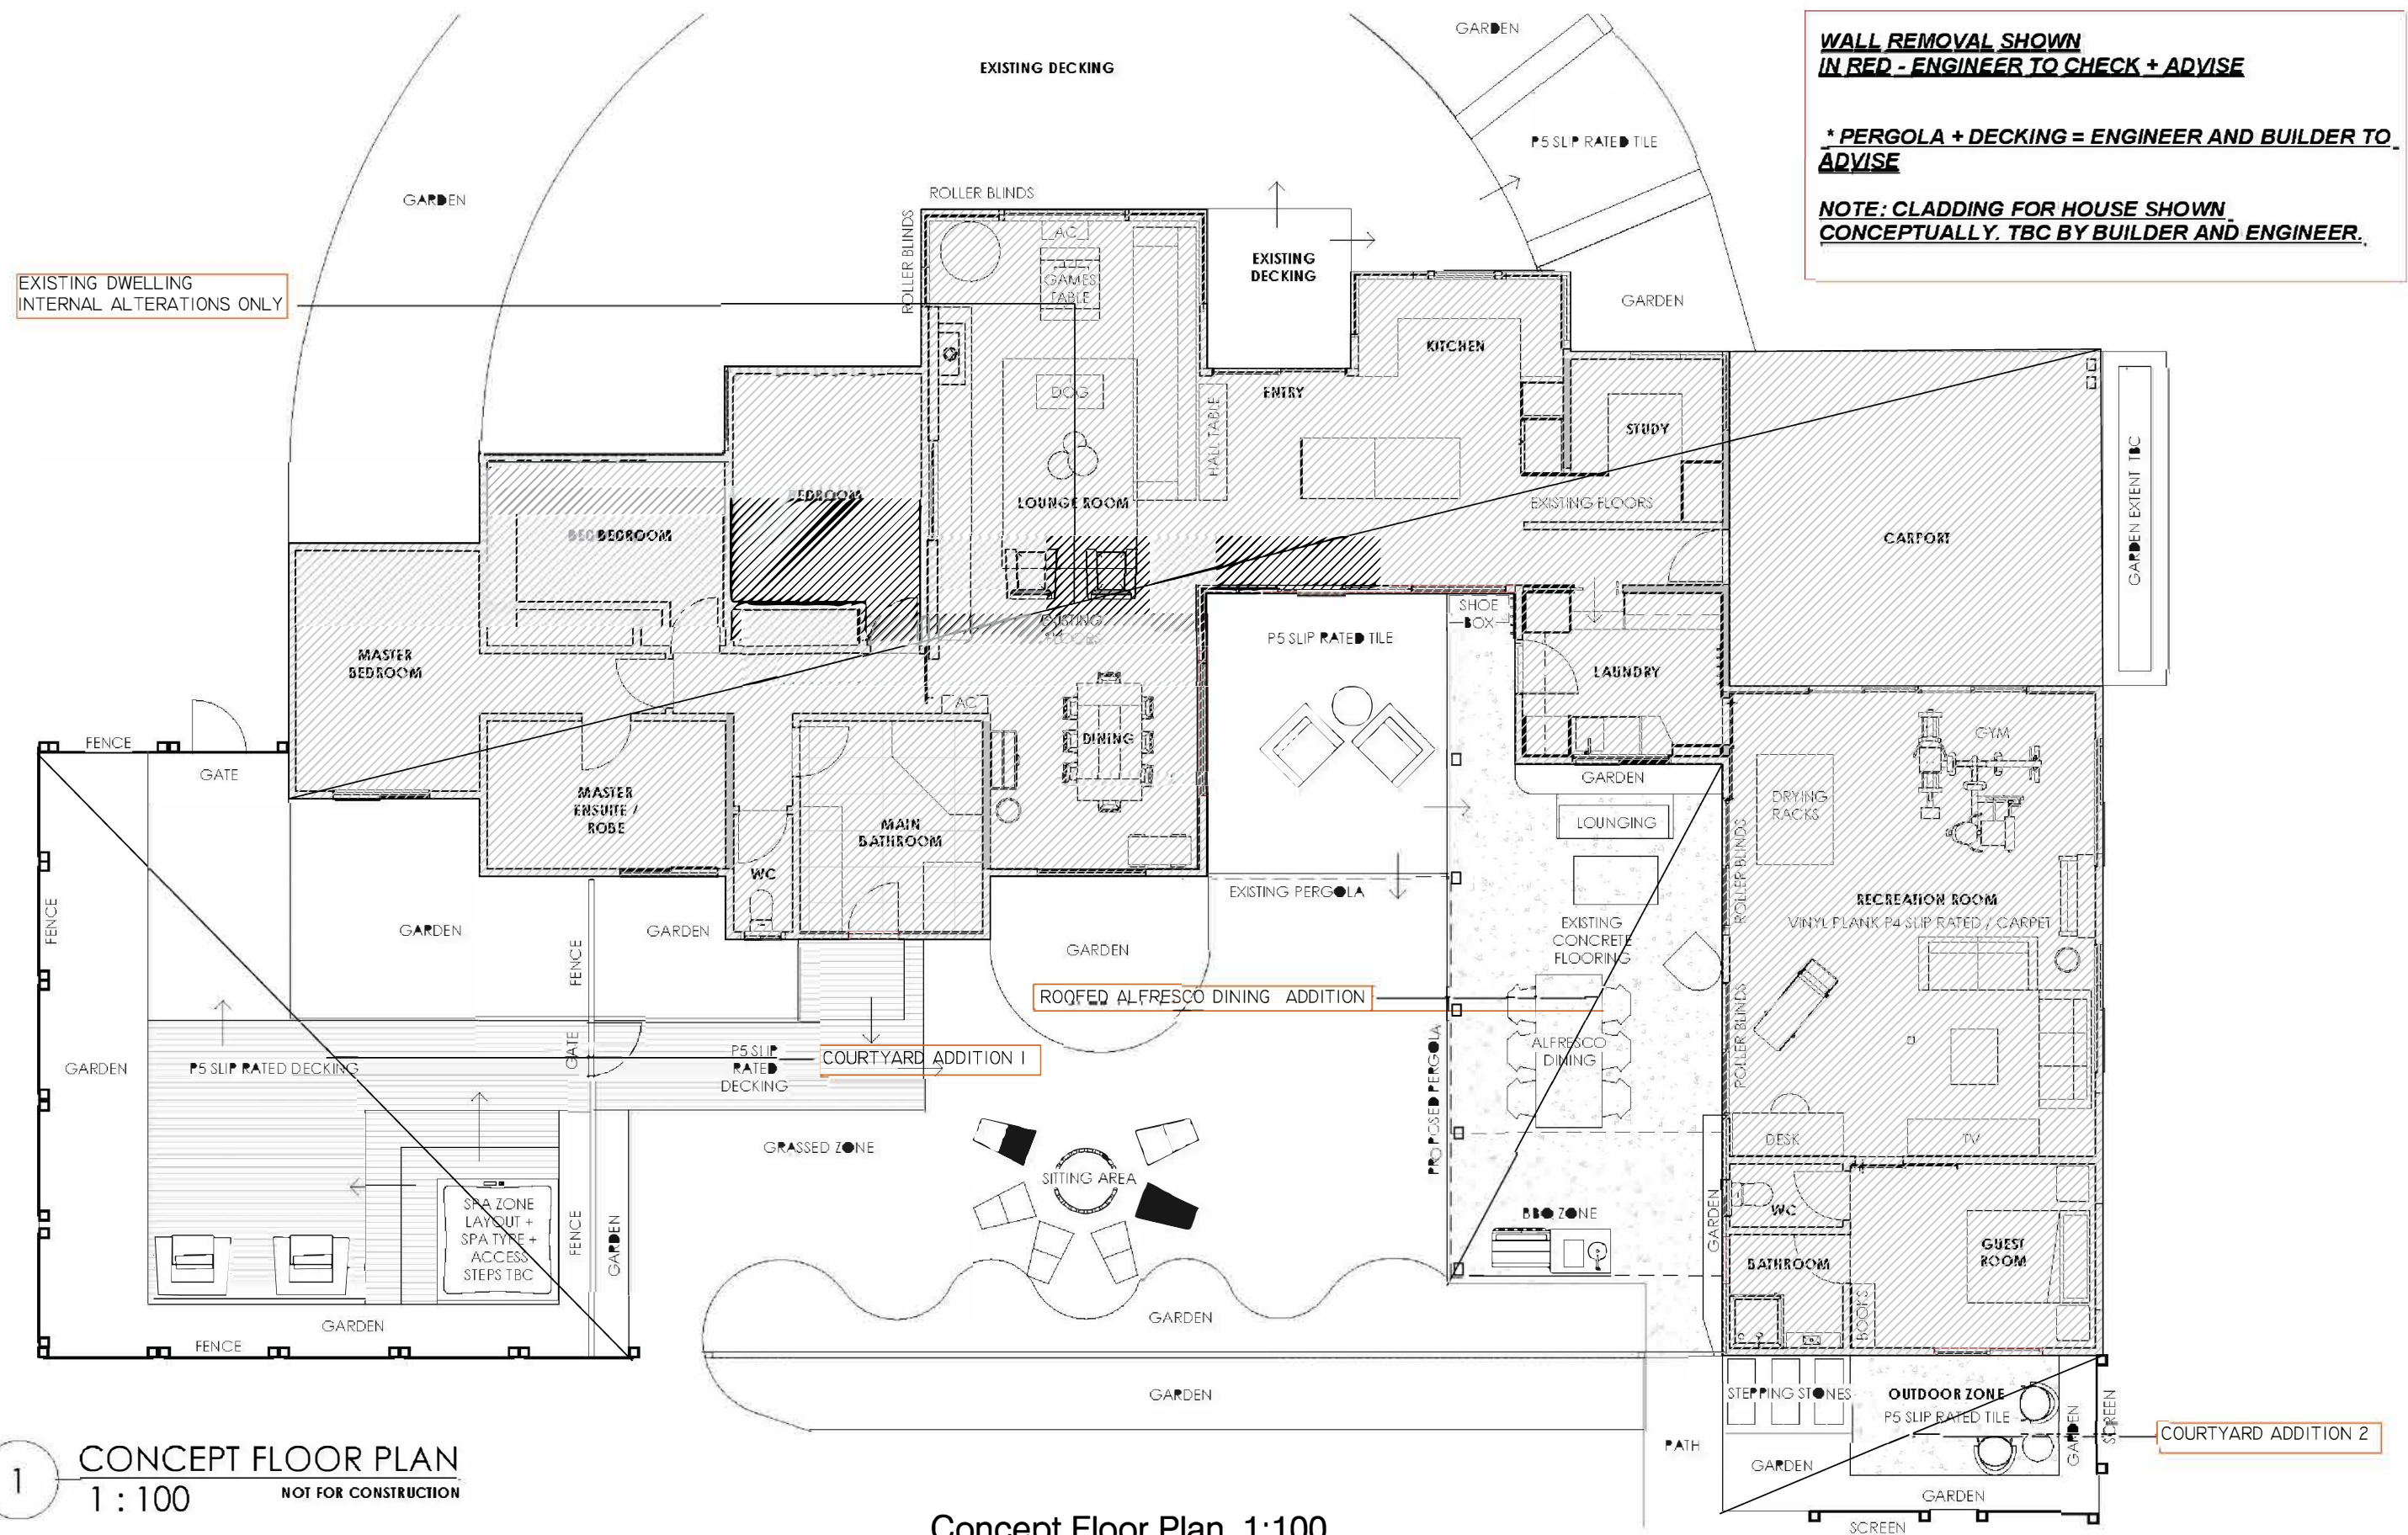 GARDEN
EXISTING DECKING
WALL REMOVAL SHOWN
IN RED - ENGINEER TO CHECK + ADVISE
* PERGOLA + DECKING = ENGINEER AND BUILDER TO
ADVISE
NOTE: CLADDING FOR HOUSE SHOWN
CONCEPTUALLY. TBC BY BUILDER AND ENGINEER.
P5 SLIP RATED TILE
GARDEN
ROLLER BLINDS
ROLLER BLINDS
AC
GAMES
TABLE
EXISTING
DECKING
GARDEN
EXISTING DWELLING
INTERNAL ALTERATIONS ONLY
KITCHEN
DOG
ENTRY
HALL TABLE
STUDY
GARDEN EXTENT TBC
BEDROOM
LOUNGE ROOM
EXISTING FLOORS
BEDROOM
CARPORT
EXISTING
FLOORS
SHOE
BOX
P5 SLIP RATED TILE
MASTER
BEDROOM
LAUNDRY
AC
DINING
GYM
FENCE
GATE
GARDEN
MASTER
ENSUITE /
ROBE
DRYING
RACKS
MAIN
BATHROOM
LOUNGING
ROLLER BLINDS
WC
EXISTING PERGOLA
RECREATION ROOM
VINYL PLANK P4 SLIP RATED / CARPET
FENCE
GARDEN
GARDEN
FENCE
GARDEN
EXISTING
CONCRETE
FLOORING
ROOFED ALFRESCO DINING ADDITION
ROLLER BLINDS
ALFRESCO
DINING
GATE
P5 SLIP
RATED
DECKING
COURTYARD ADDITION 1
GARDEN
P5 SLIP RATED DECKING
PROPOSED PERGOLA
GRASSED ZONE
SITTING AREA
DESK
TV
SPA ZONE
LAYOUT +
SPA TYPE +
ACCESS
STEPS TBC
FENCE
GARDEN
BBQ ZONE
GARDEN
WC
BATHROOM
GUEST
ROOM
BOOKS
GARDEN
FENCE
GARDEN
GARDEN
STEPPING STONES
OUTDOOR ZONE
P5 SLIP RATED TILE
GARDEN
SCREEN
COURTYARD ADDITION 2
PATH
GARDEN
GARDEN
SCREEN
1
CONCEPT FLOOR PLAN
1 : 100
NOT FOR CONSTRUCTION
Concept Floor Plan 1:100